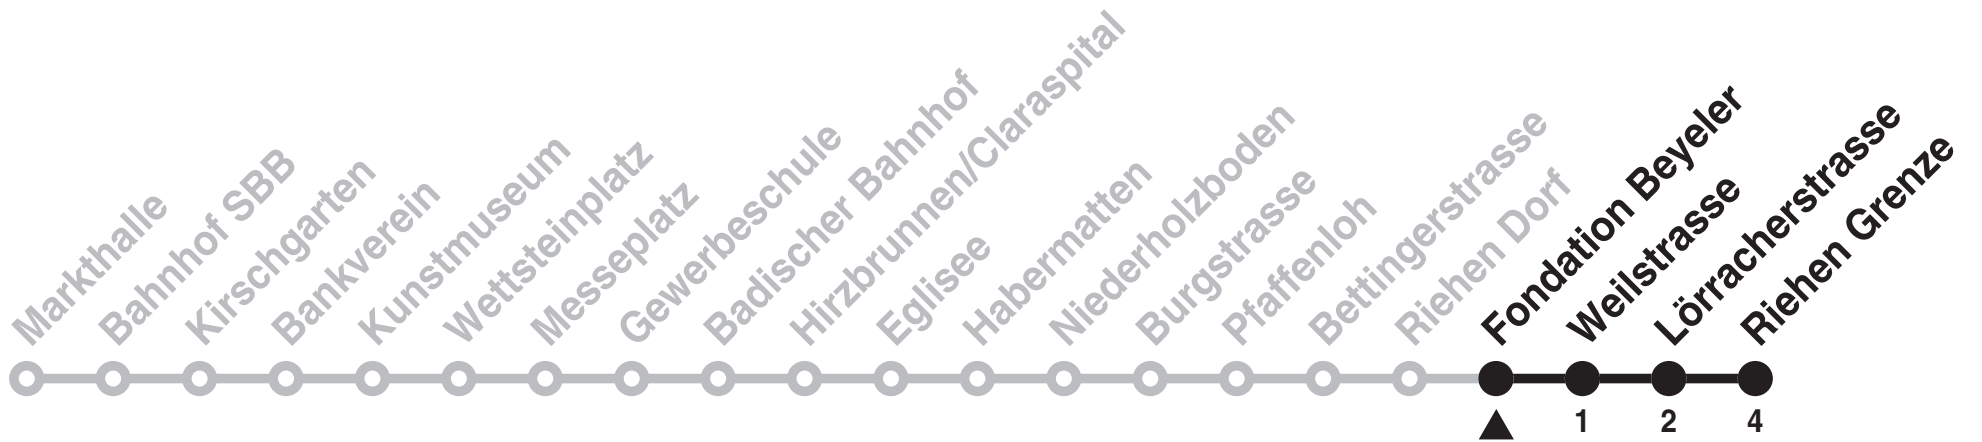 Markthalle
Bahnhof SBB
Kirschgarten
Bankverein
Kunstmuseum
Wettsteinplatz
Messeplatz
Gewerbeschule
Badischer Bahnhof
Hirzbrunnen/Claraspital
Eglisee
Habermatten
Niederholzboden
Burgstrasse
Pfaffenloh
Bettingerstrasse
Riehen Dorf
Fondation Beyeler
Weilstrasse
Lörracherstrasse
Riehen Grenze
1 2 4